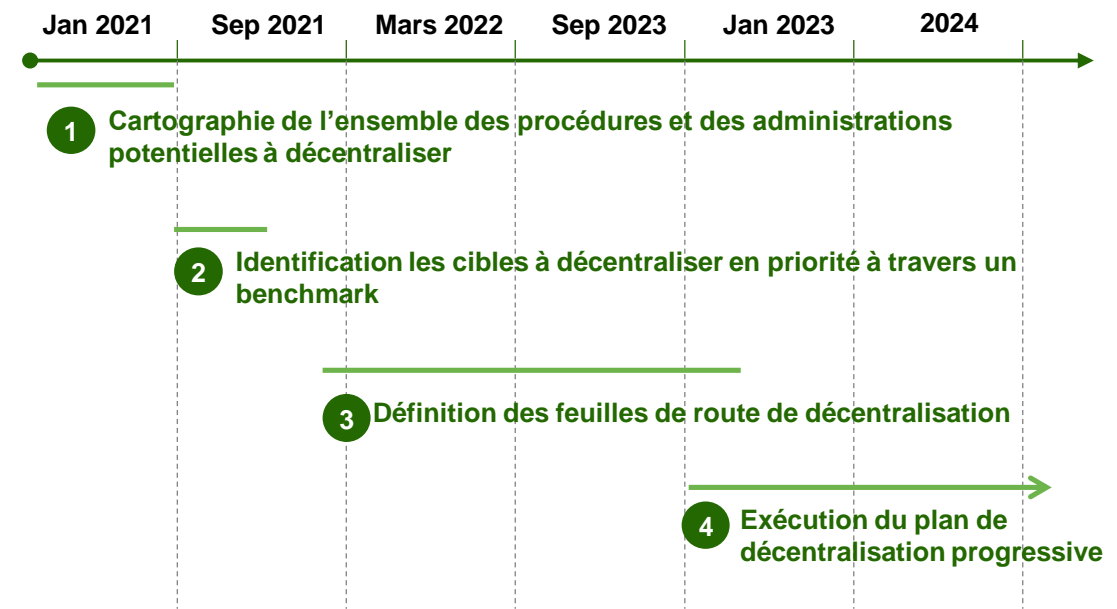 Jan 2021 Sep 2021 Mars 2022 Sep 2023 Jan 2023 2024
1 Cartographie de l’ensemble des procédures et des administrations
potentielles à décentraliser
2 Identification les cibles à décentraliser en priorité à travers un
benchmark
3 Définition des feuilles de route de décentralisation
4 Exécution du plan de
décentralisation progressive